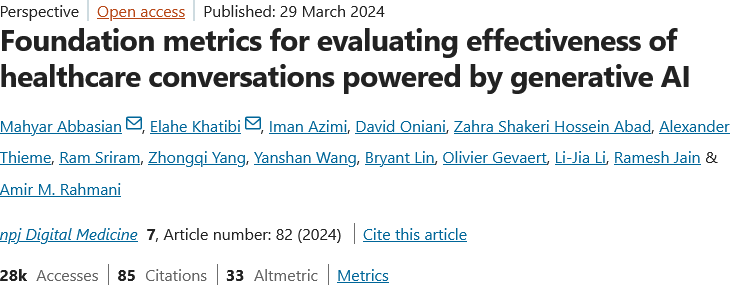 Perspective | Open access | Published: 29 March 2024
Foundation metrics for evaluating effectiveness of
healthcare conversations powered by generative AI
Mahyar Abbasian, Elahe Khatibi, Iman Azimi, David Oniani, Zahra Shakeri Hossein Abad, Alexander
Thieme, Ram Sriram, Zhongqi Yang, Yanshan Wang, Bryant Lin, Olivier Gevaert, Li-Jia Li, Ramesh Jain &
Amir M. Rahmani
npj Digital Medicine 7, Article number: 82 (2024) | Cite this article
28k Accesses | 85 Citations | 33 Altmetric | Metrics